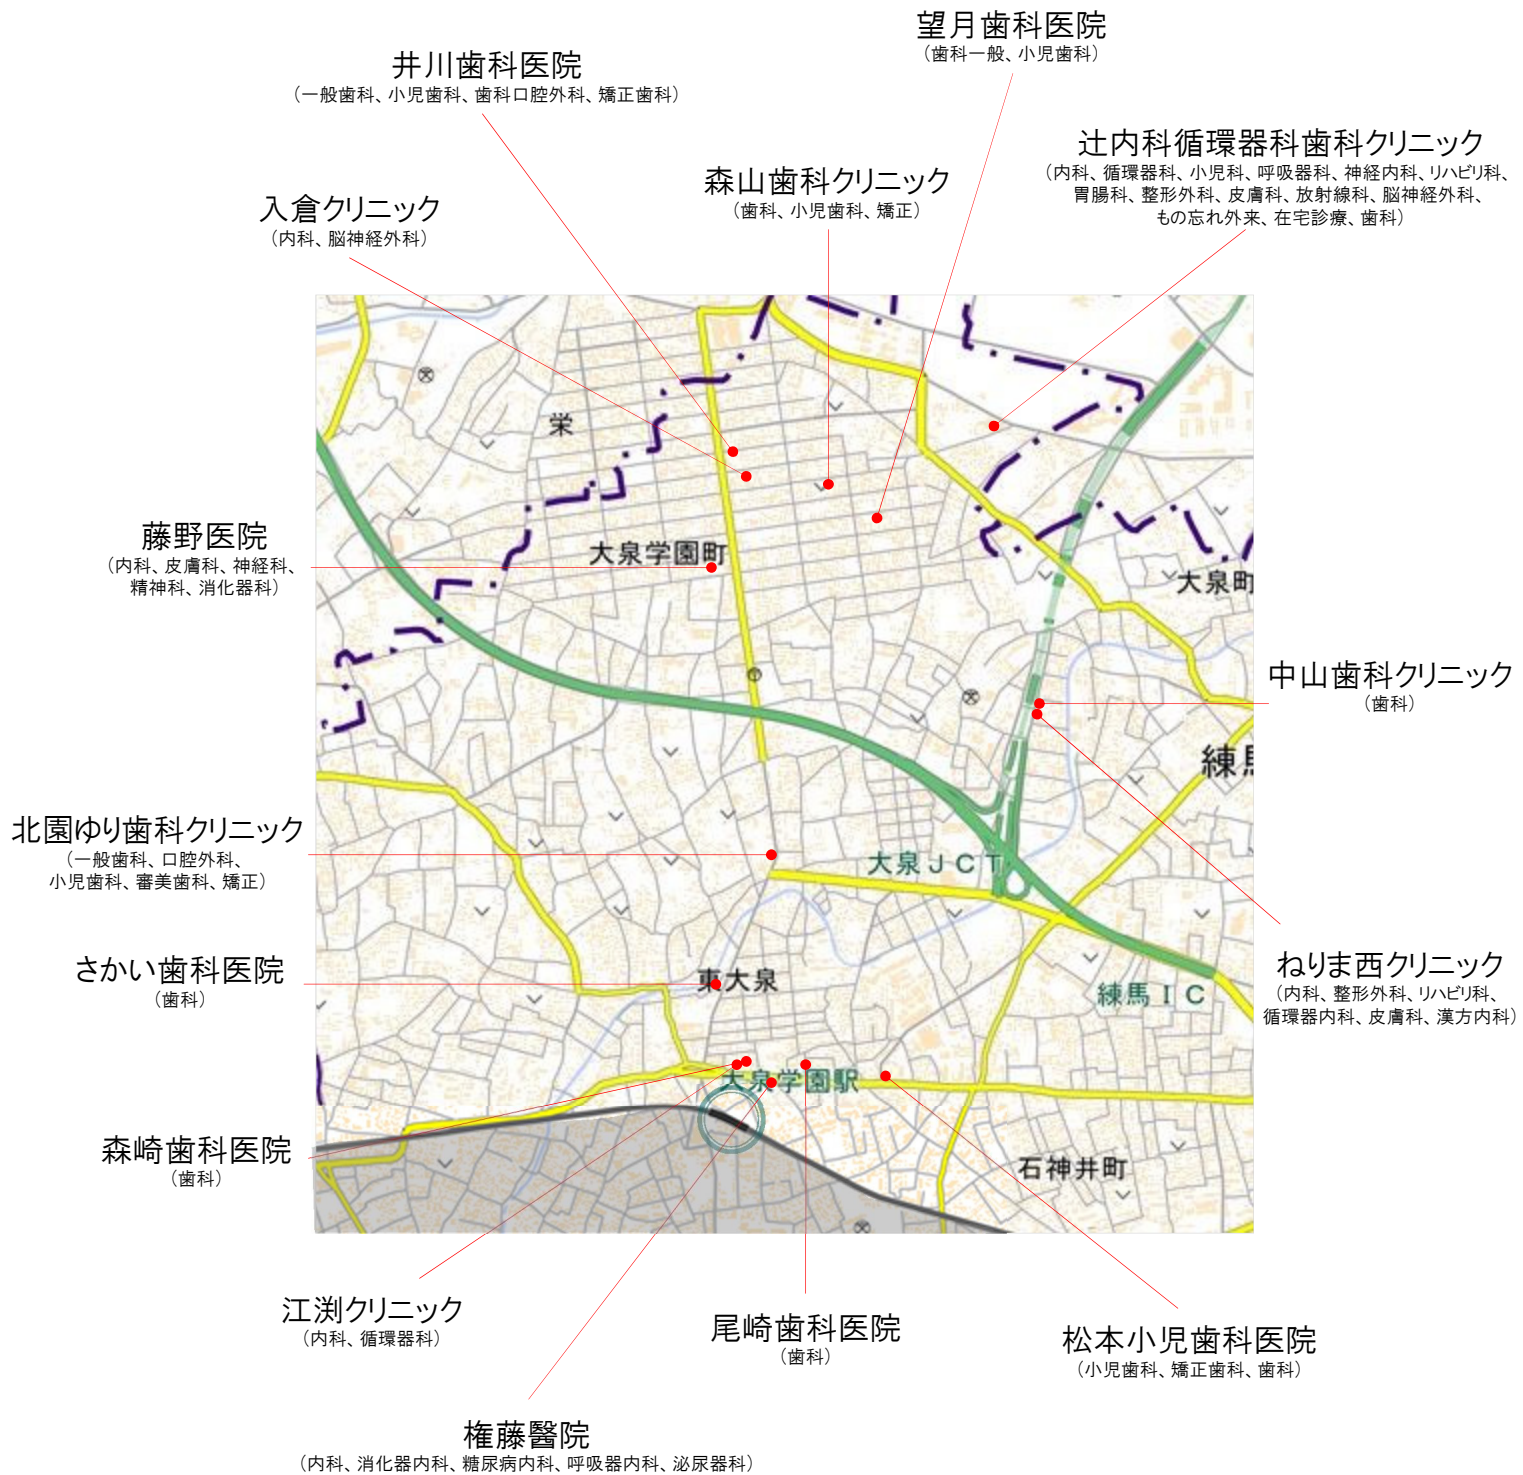 望月歯科医院
（歯科一般、小児歯科）
井川歯科医院
（一般歯科、小児歯科、歯科口腔外科、矯正歯科）
辻内科循環器科歯科クリニック
（内科、循環器科、小児科、呼吸器科、神経内科、リハビリ科、
胃腸科、整形外科、皮膚科、放射線科、脳神経外科、
もの忘れ外来、在宅診療、歯科）
森山歯科クリニック
（歯科、小児歯科、矯正）
入倉クリニック
（内科、脳神経外科）
栄
藤野医院
（内科、皮膚科、神経科、
精神科、消化器科）
大泉学園町
大泉町
中山歯科クリニック
（歯科）
練馬
北園ゆり歯科クリニック
（一般歯科、口腔外科、
小児歯科、審美歯科、矯正）
大泉ＪＣＴ
さかい歯科医院
（歯科）
東大泉
練馬ＩＣ
ねりま西クリニック
（内科、整形外科、リハビリ科、
循環器内科、皮膚科、漢方内科）
大泉学園駅
森崎歯科医院
（歯科）
石神井町
江渕クリニック
（内科、循環器科）
尾崎歯科医院
（歯科）
松本小児歯科医院
（小児歯科、矯正歯科、歯科）
権藤醫院
（内科、消化器内科、糖尿病内科、呼吸器内科、泌尿器科）